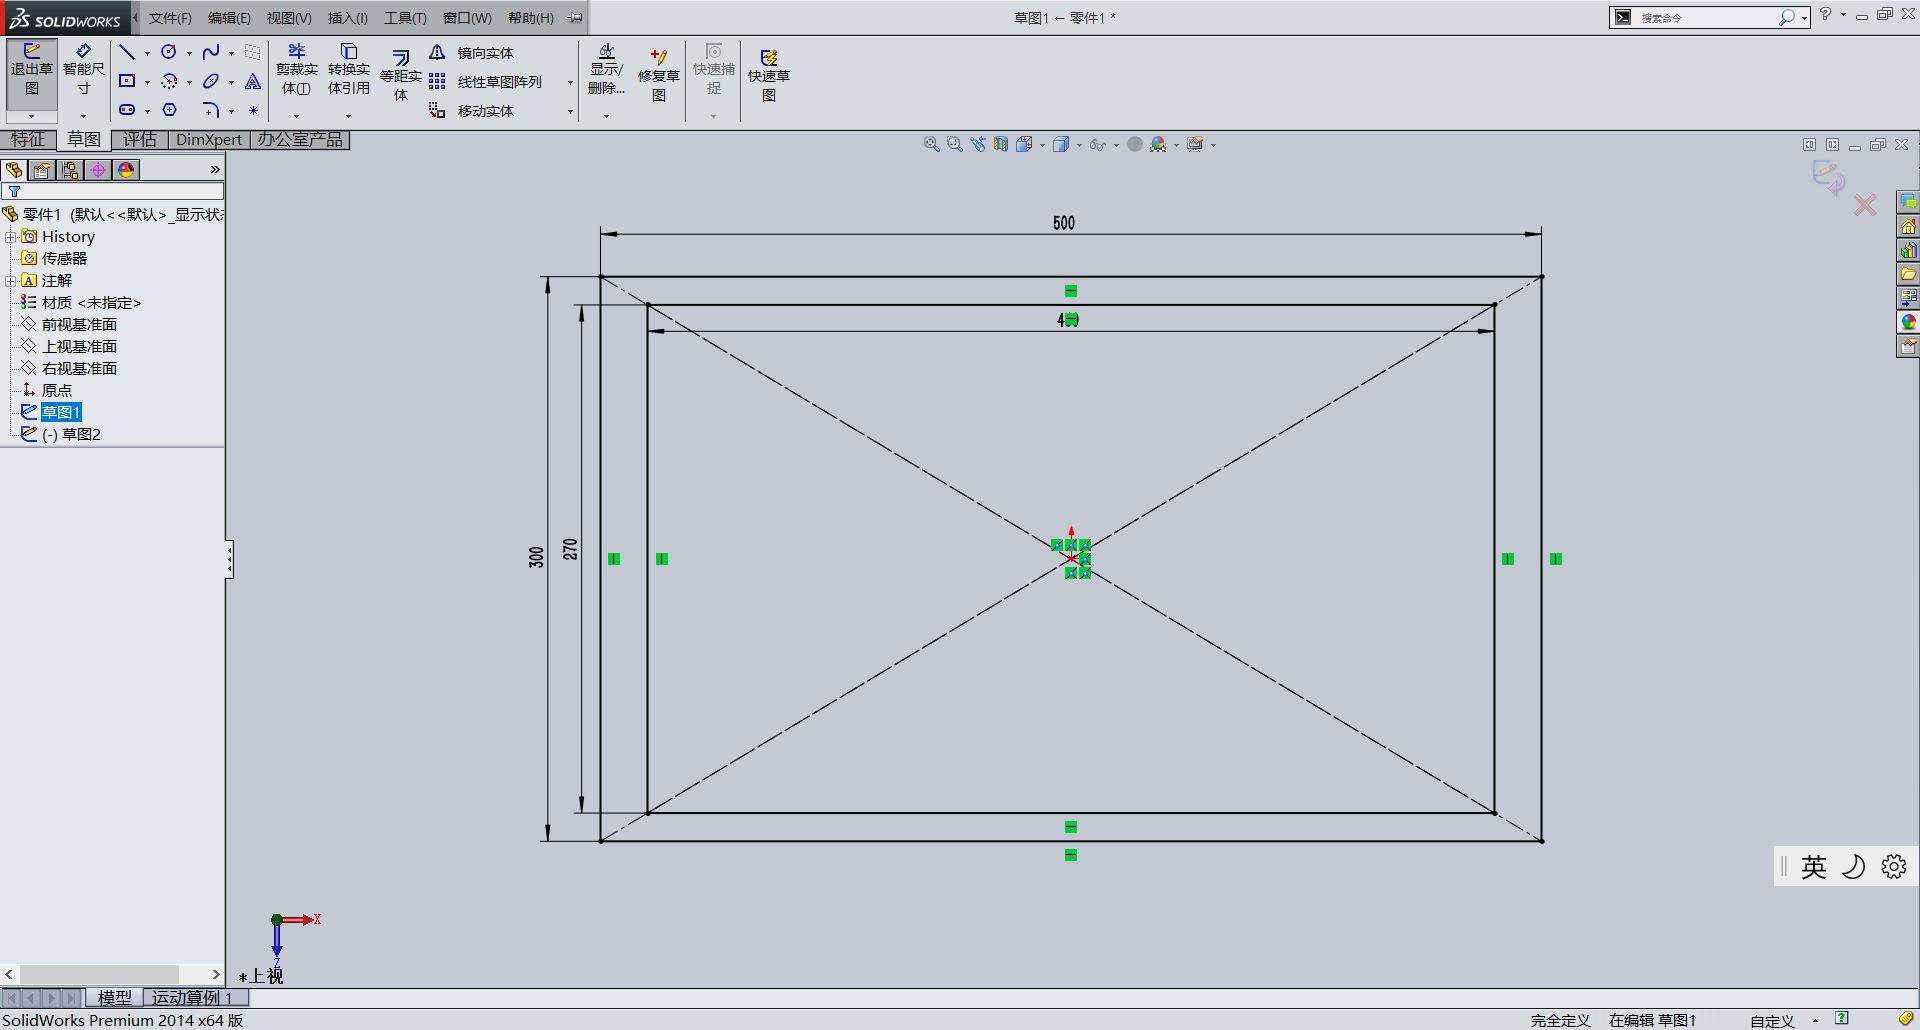 SOLIDWORKS 文件(F) 编辑(E) 视图(V) 插入(I) 工具(T) 窗口(W) 帮助(H) 草图1 ← 零件1 * 搜索命令 ?
退出草图 智能尺寸 剪裁实体(T) 转换实体引用 等距实体 镜向实体 显示/删除... 修复草图 快速捕捉 快速草图
线性草图阵列
移动实体
特征 草图 评估 DimXpert 办公室产品
零件1 (默认<<默认>_显示状
History
传感器
注解
材质 <未指定>
前视基准面
上视基准面
右视基准面
原点
草图1
(-) 草图2
500
300
270
X
Z
*上视
英
模型 运动算例 1
SolidWorks Premium 2014 x64 版 完全定义 在编辑 草图1 自定义 ?